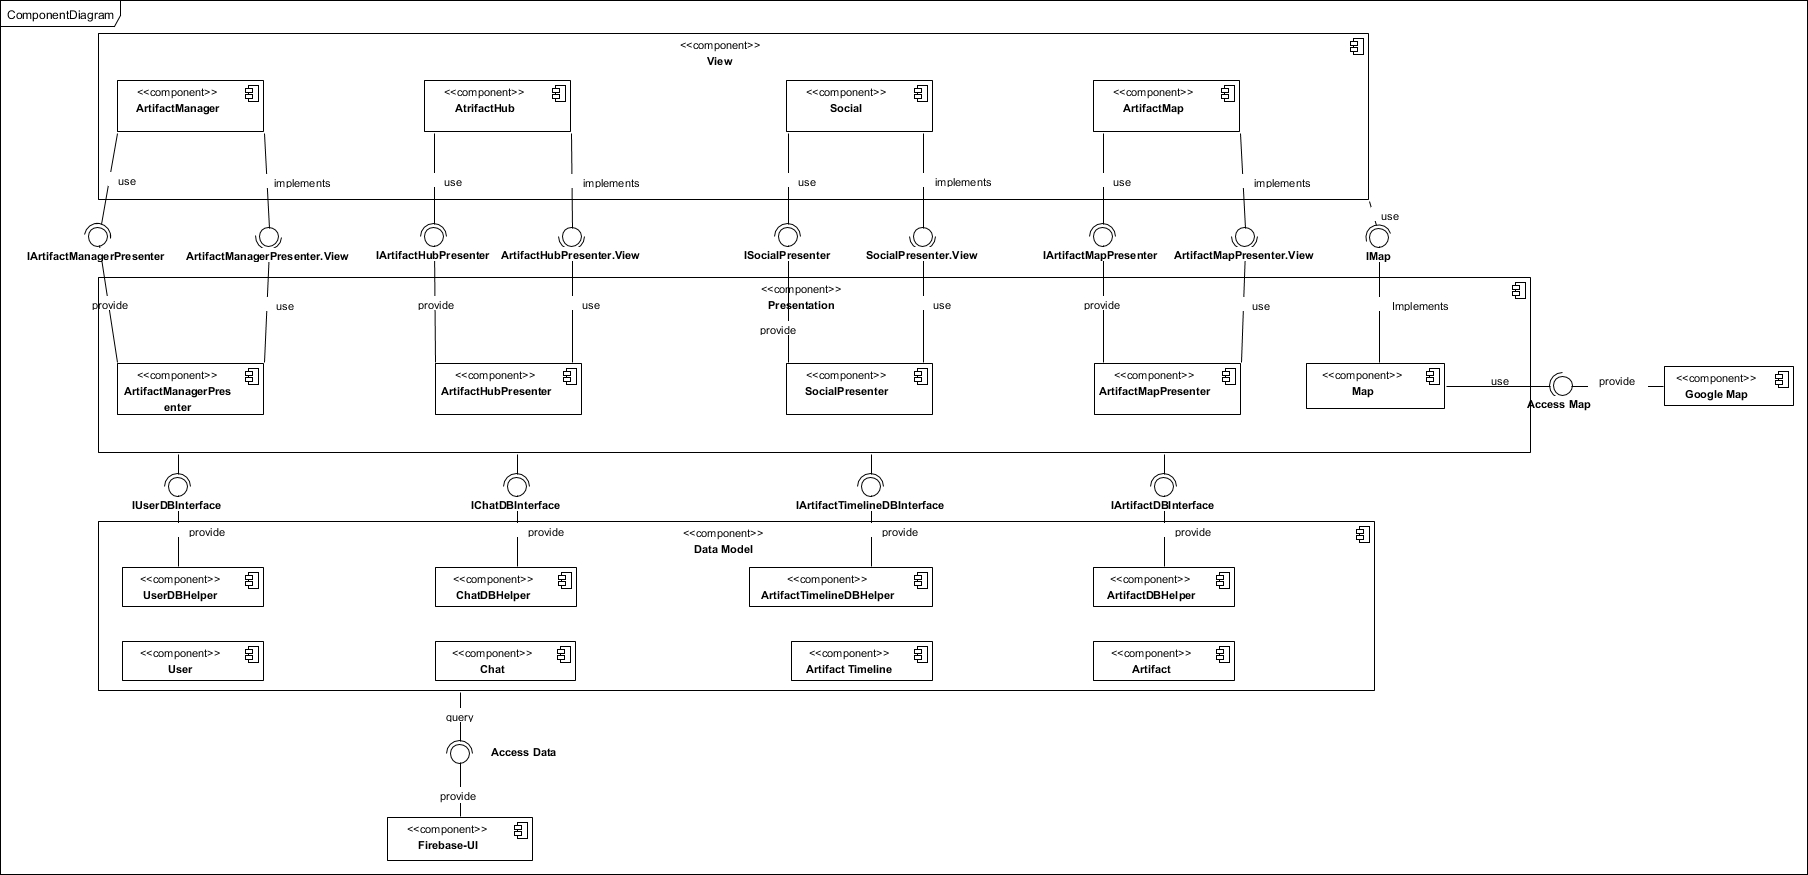 ComponentDiagram
<<component>>
View
<<component>>
ArtifactManager
<<component>>
AtrifactHub
<<component>>
Social
<<component>>
ArtifactMap
use
implements
use
implements
use
implements
use
implements
use
IArtifactManagerPresenter
ArtifactManagerPresenter.View
IArtifactHubPresenter
ArtifactHubPresenter.View
ISocialPresenter
SocialPresenter.View
IArtifactMapPresenter
ArtifactMapPresenter.View
IMap
<<component>>
Presentation
provide
use
provide
use
provide
use
provide
use
Implements
<<component>>
ArtifactManagerPres
enter
<<component>>
ArtifactHubPresenter
<<component>>
SocialPresenter
<<component>>
ArtifactMapPresenter
<<component>>
Map
use
Access Map
provide
<<component>>
Google Map
IUserDBInterface
IChatDBInterface
IArtifactTimelineDBInterface
IArtifactDBInterface
provide
provide
<<component>>
Data Model
provide
provide
<<component>>
UserDBHelper
<<component>>
ChatDBHelper
<<component>>
ArtifactTimelineDBHelper
<<component>>
ArtifactDBHelper
<<component>>
User
<<component>>
Chat
<<component>>
Artifact Timeline
<<component>>
Artifact
query
Access Data
provide
<<component>>
Firebase-UI